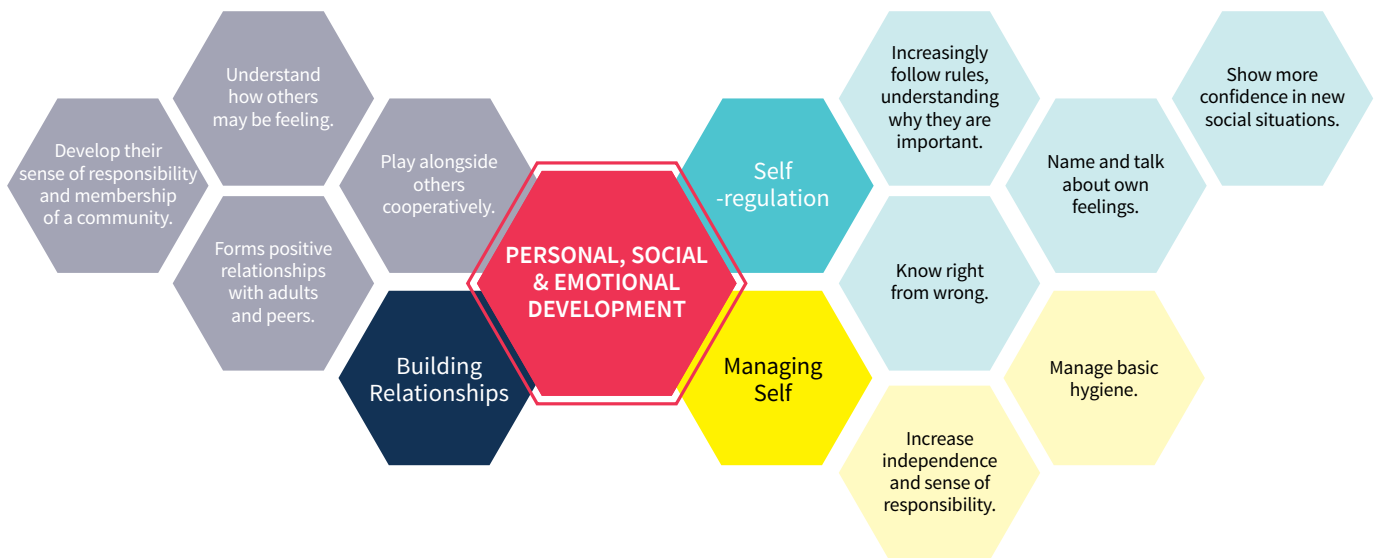 Understand
how others
may be feeling.
Develop their
sense of responsibility
and membership
of a community.
Play alongside
others
cooperatively.
Forms positive
relationships
with adults
and peers.
Building
Relationships
PERSONAL, SOCIAL
& EMOTIONAL
DEVELOPMENT
Self
-regulation
Increasingly
follow rules,
understanding
why they are
important.
Name and talk
about own
feelings.
Show more
confidence in new
social situations.
Know right
from wrong.
Managing
Self
Manage basic
hygiene.
Increase
independence
and sense of
responsibility.